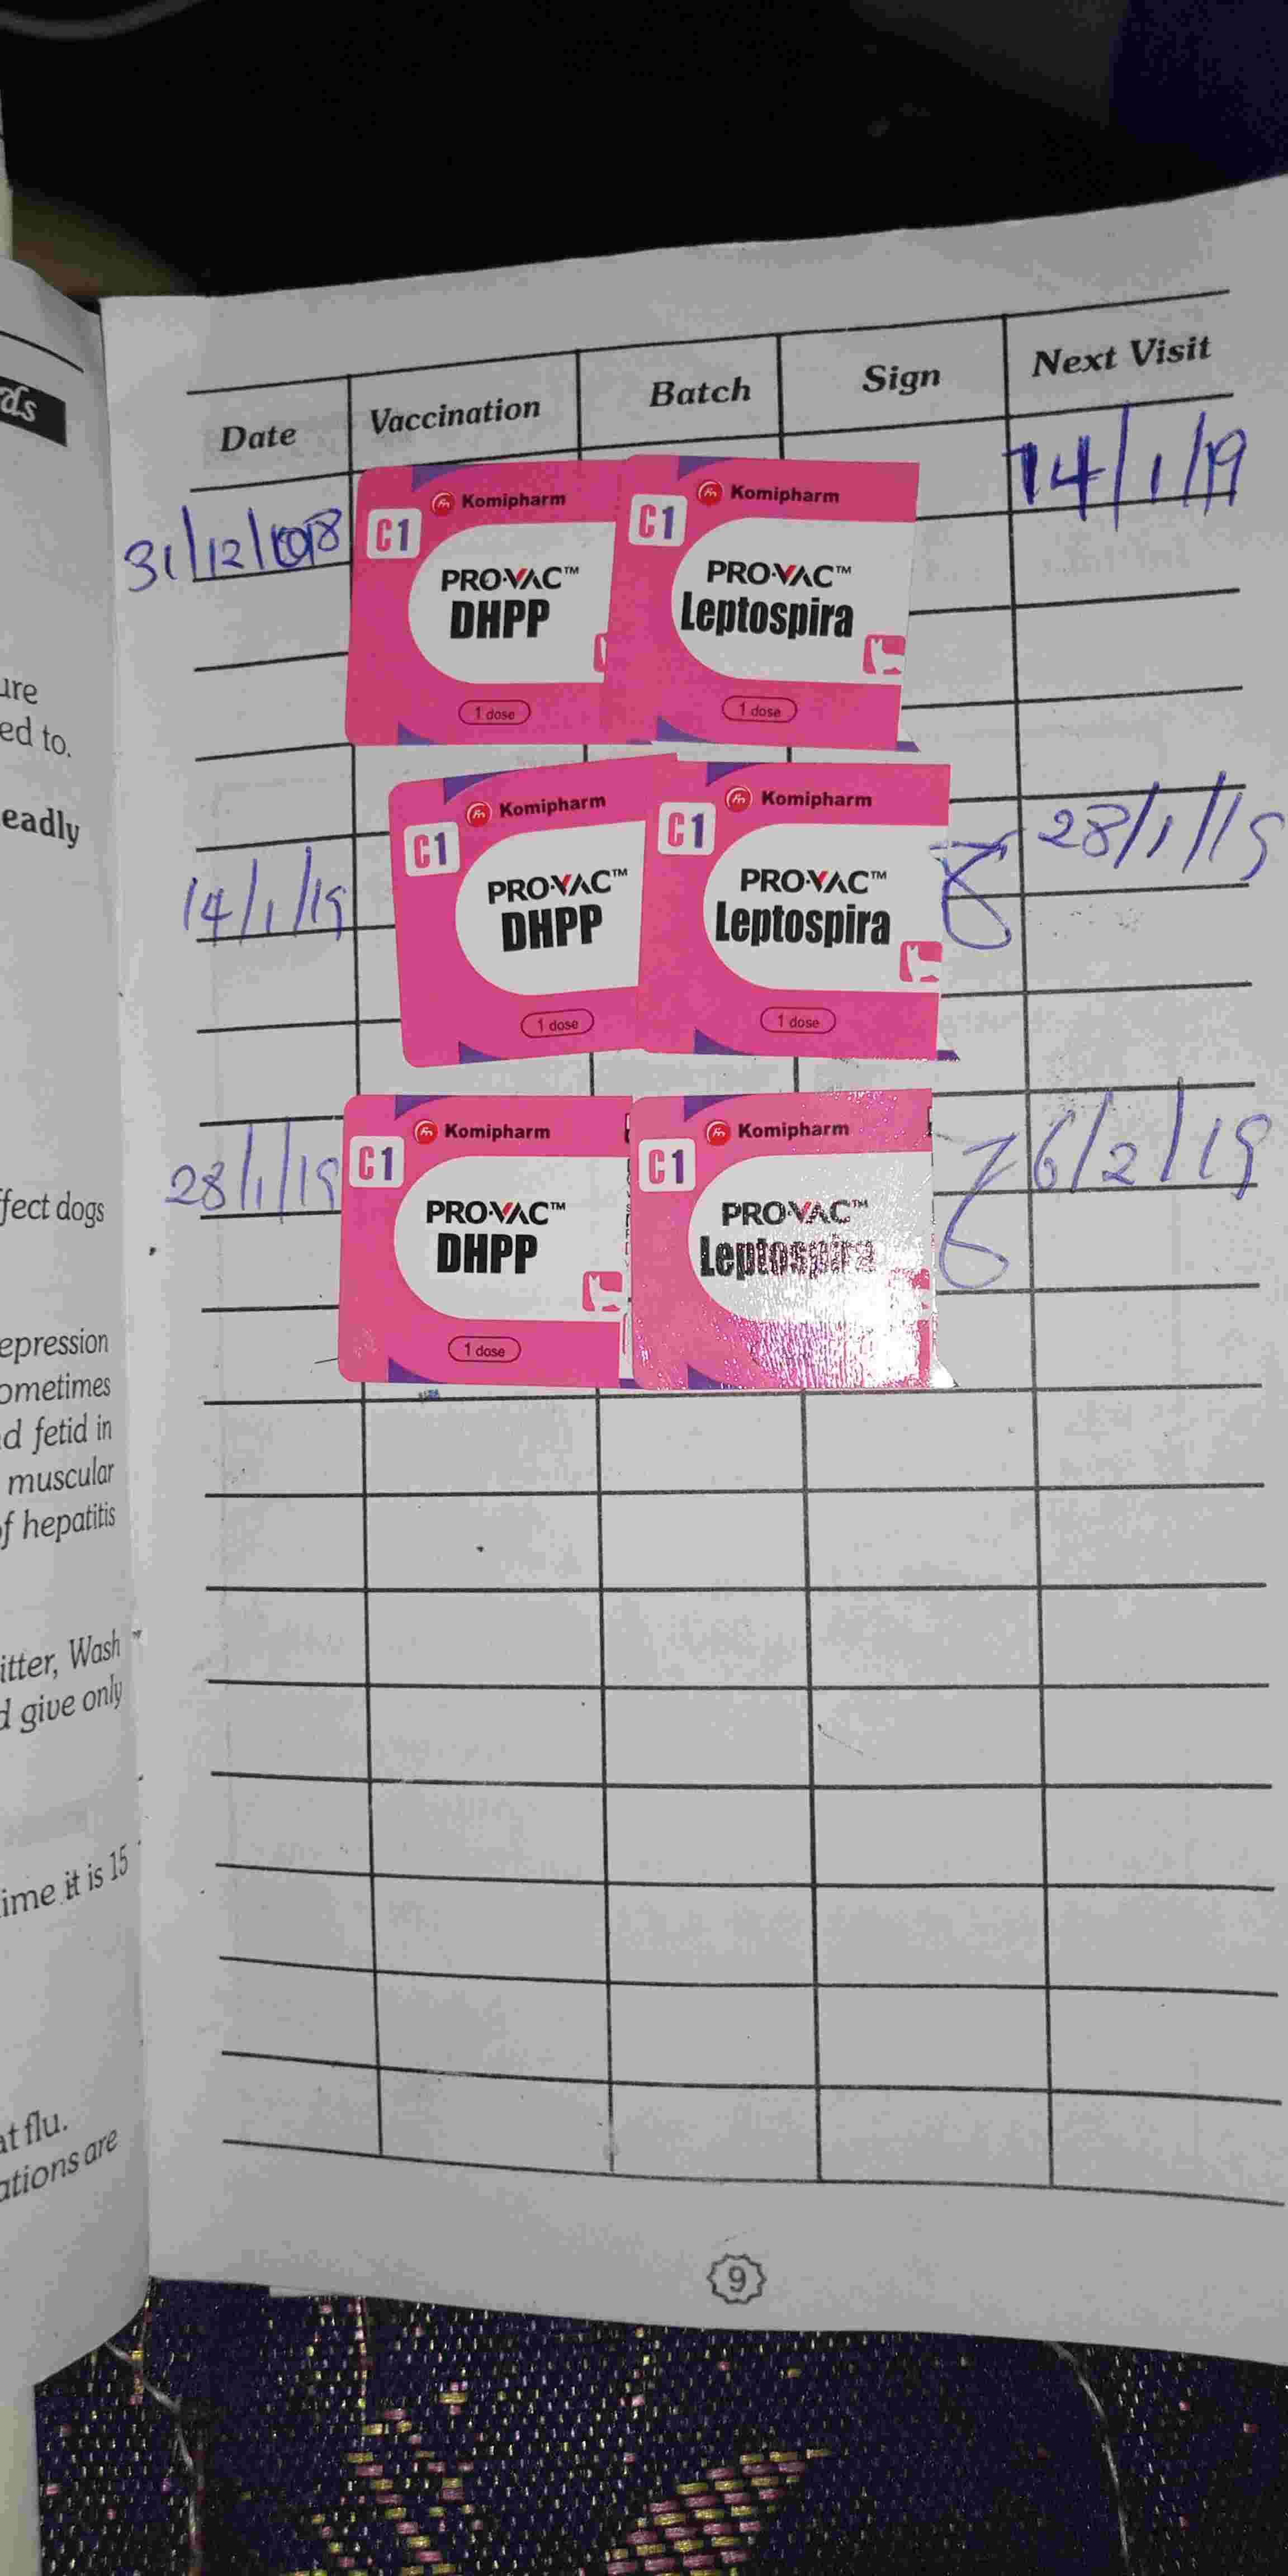 ds
Date Vaccination Batch Sign Next Visit
14/1/19
31/12/
Komipharm Komipharm
C1 C1
PRO·VAC™ PRO·VAC™
DHPP Leptospira
1 dose 1 dose
ure
ed to.
eadly
Komipharm Komipharm
C1 C1
28/1/19
PRO·VAC™ PRO·VAC™
14/1/19
DHPP Leptospira
1 dose 1 dose
Komipharm Komipharm
C1 C1
28/1/19
6/2/19
PRO·VAC™ PRO·VAC™
DHPP Leptospira
1 dose
ffect dogs
epression
ometimes
d fetid in
muscular
of hepatitis
itter, Wash
d give only
ime it is 15
at flu.
ations are
9